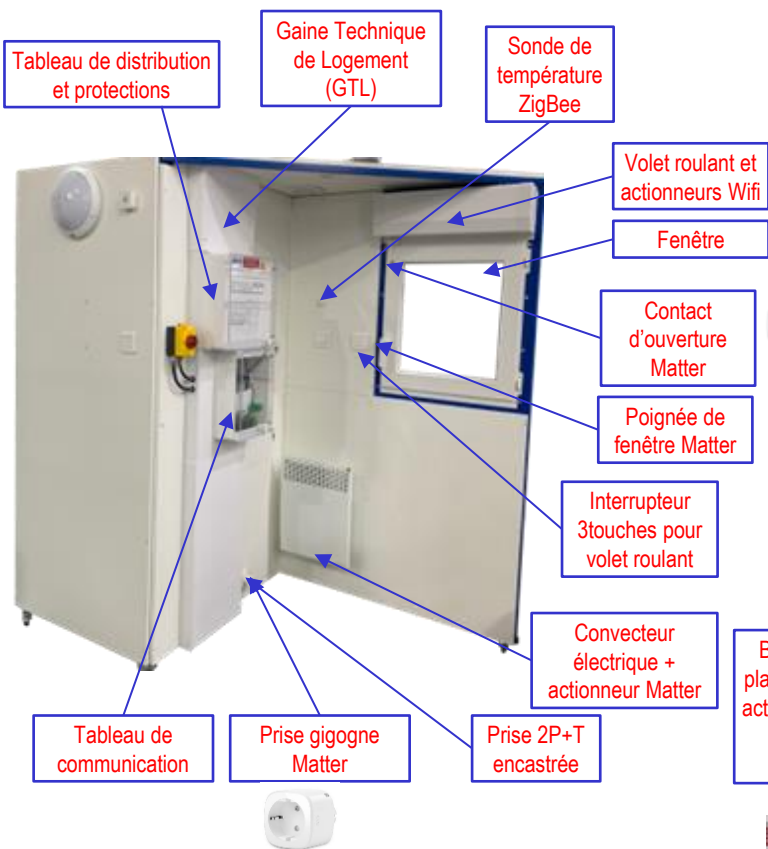 Tableau de distribution
et protections
Gaine Technique
de Logement
(GTL)
Sonde de
température
ZigBee
Volet roulant et
actionneurs Wifi
Fenêtre
Contact
d'ouverture
Matter
Poignée de
fenêtre Matter
Interrupteur
3touches pour
volet roulant
Convecteur
électrique +
actionneur Matter
Tableau de
communication
Prise gigogne
Matter
Prise 2P+T
encastrée
B
pla
act